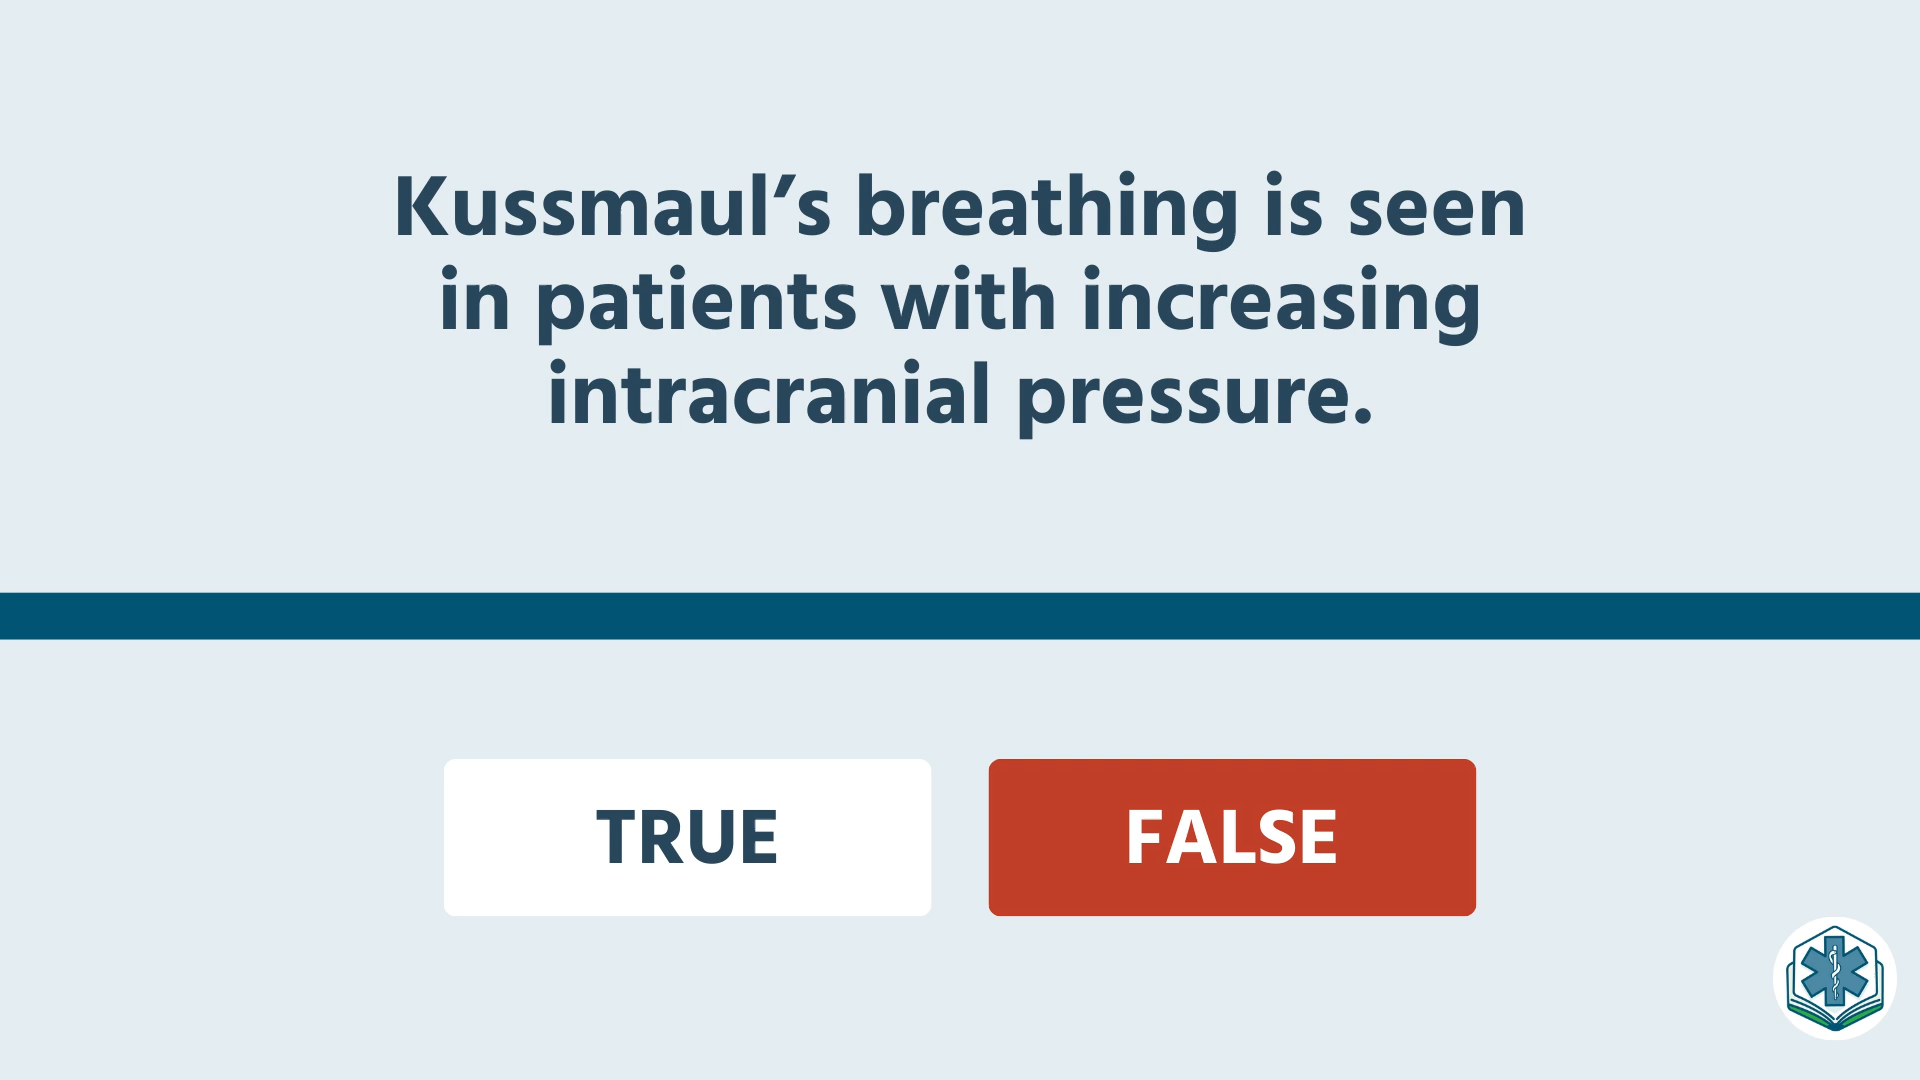 Kussmaul’s breathing is seen
in patients with increasing
intracranial pressure.
TRUE
FALSE